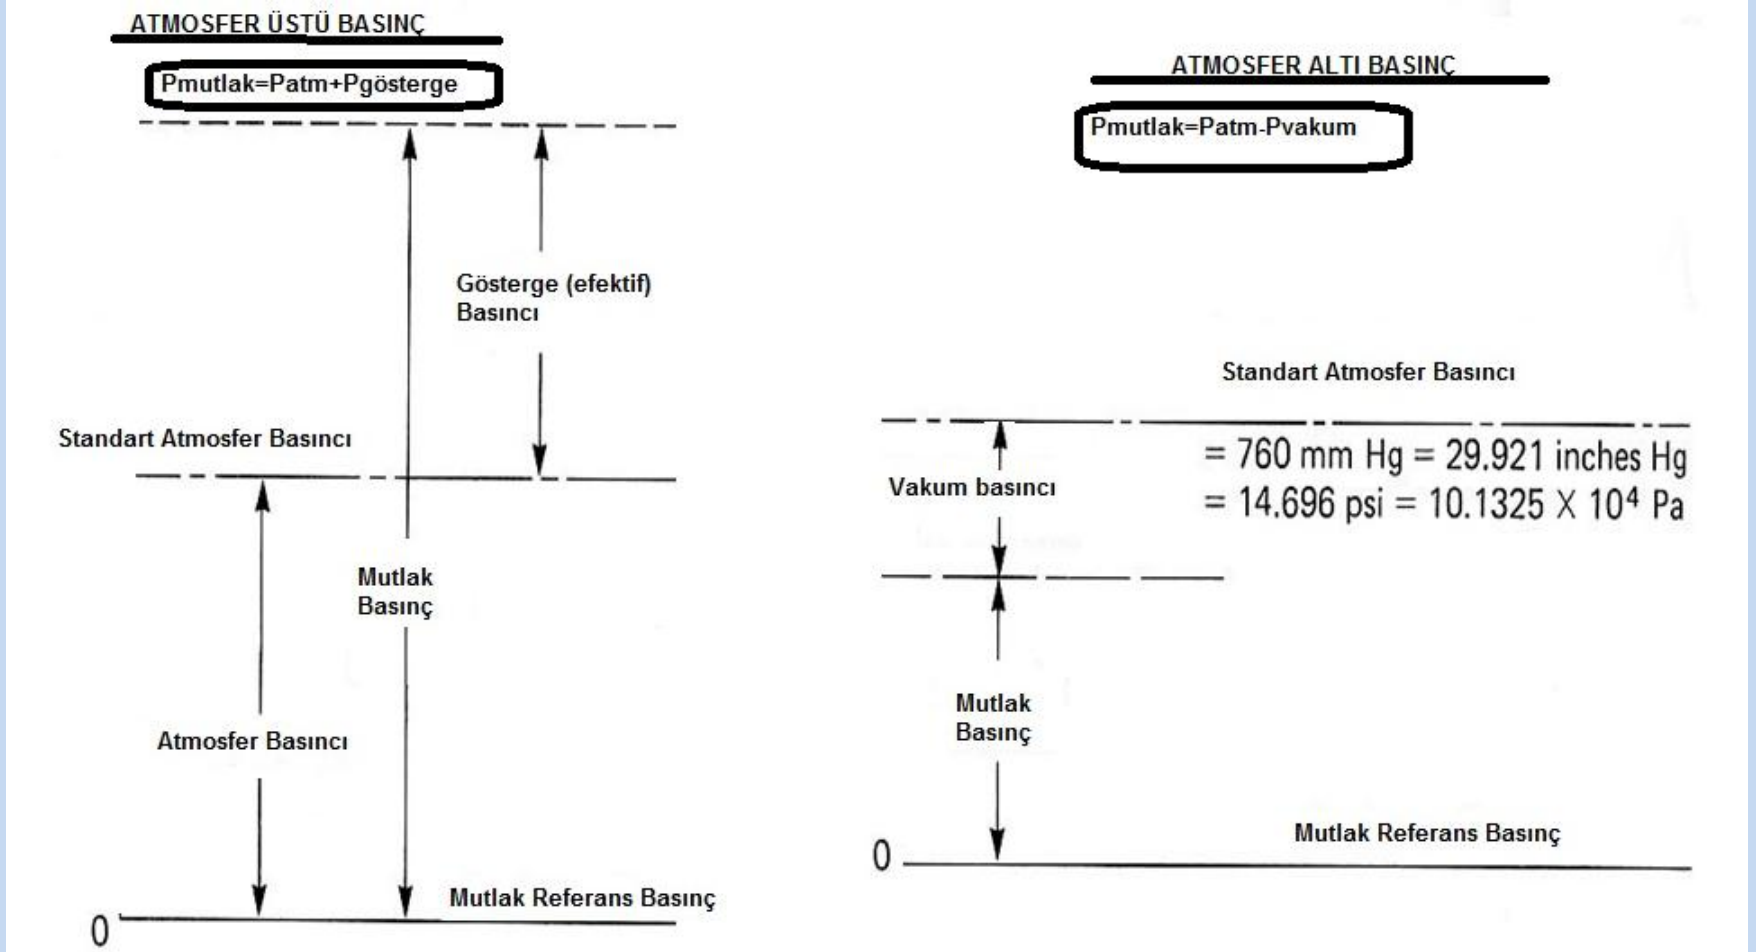 ATMOSFER ÜSTÜ BASINÇ
Pmutlak=Patm+Pgösterge
Gösterge (efektif)
Basıncı
Standart Atmosfer Basıncı
Mutlak
Basınç
Atmosfer Basıncı
Mutlak Referans Basınç
0
ATMOSFER ALTI BASINÇ
Pmutlak=Patm-Pvakum
Standart Atmosfer Basıncı
= 760 mm Hg = 29.921 inches Hg
= 14.696 psi = 10.1325 X 10⁴ Pa
Vakum basıncı
Mutlak
Basınç
Mutlak Referans Basınç
0